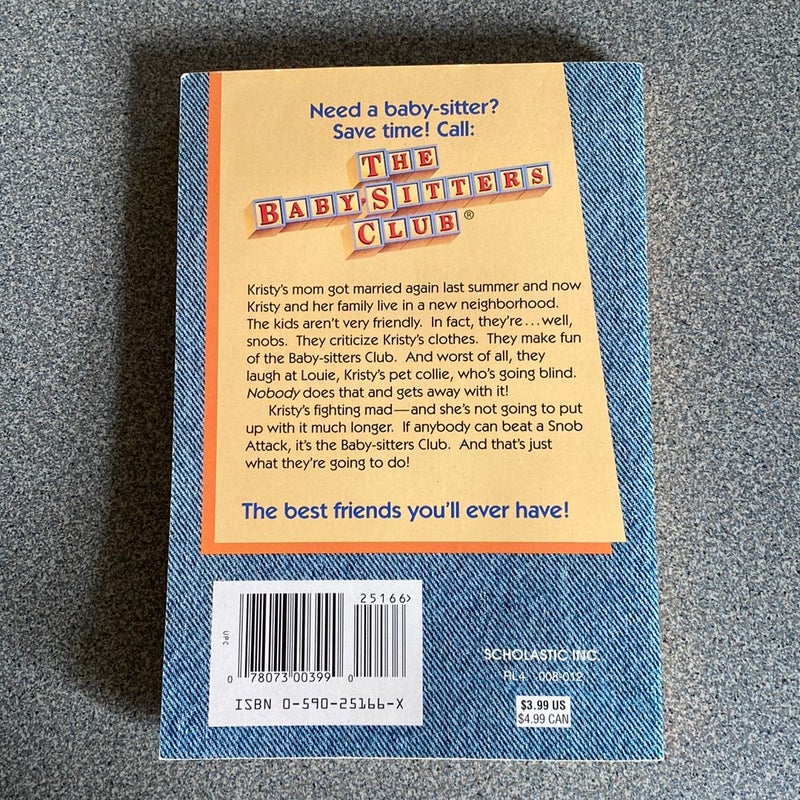 Need a baby-sitter?
Save time! Call:
THE
BABY-SITTERS
CLUB®
Kristy's mom got married again last summer and now
Kristy and her family live in a new neighborhood.
The kids aren't very friendly. In fact, they're...well,
snobs. They criticize Kristy's clothes. They make fun
of the Baby-sitters Club. And worst of all, they
laugh at Louie, Kristy's pet collie, who's going blind.
Nobody does that and gets away with it!
Kristy's fighting mad—and she's not going to put
up with it much longer. If anybody can beat a Snob
Attack, it's the Baby-sitters Club. And that's just
what they're going to do!
The best friends you'll ever have!
25166>
UPC
0 78073 00399 0
ISBN 0-590-25166-X
SCHOLASTIC INC.
RL4 008-012
$3.99 US
$4.99 CAN